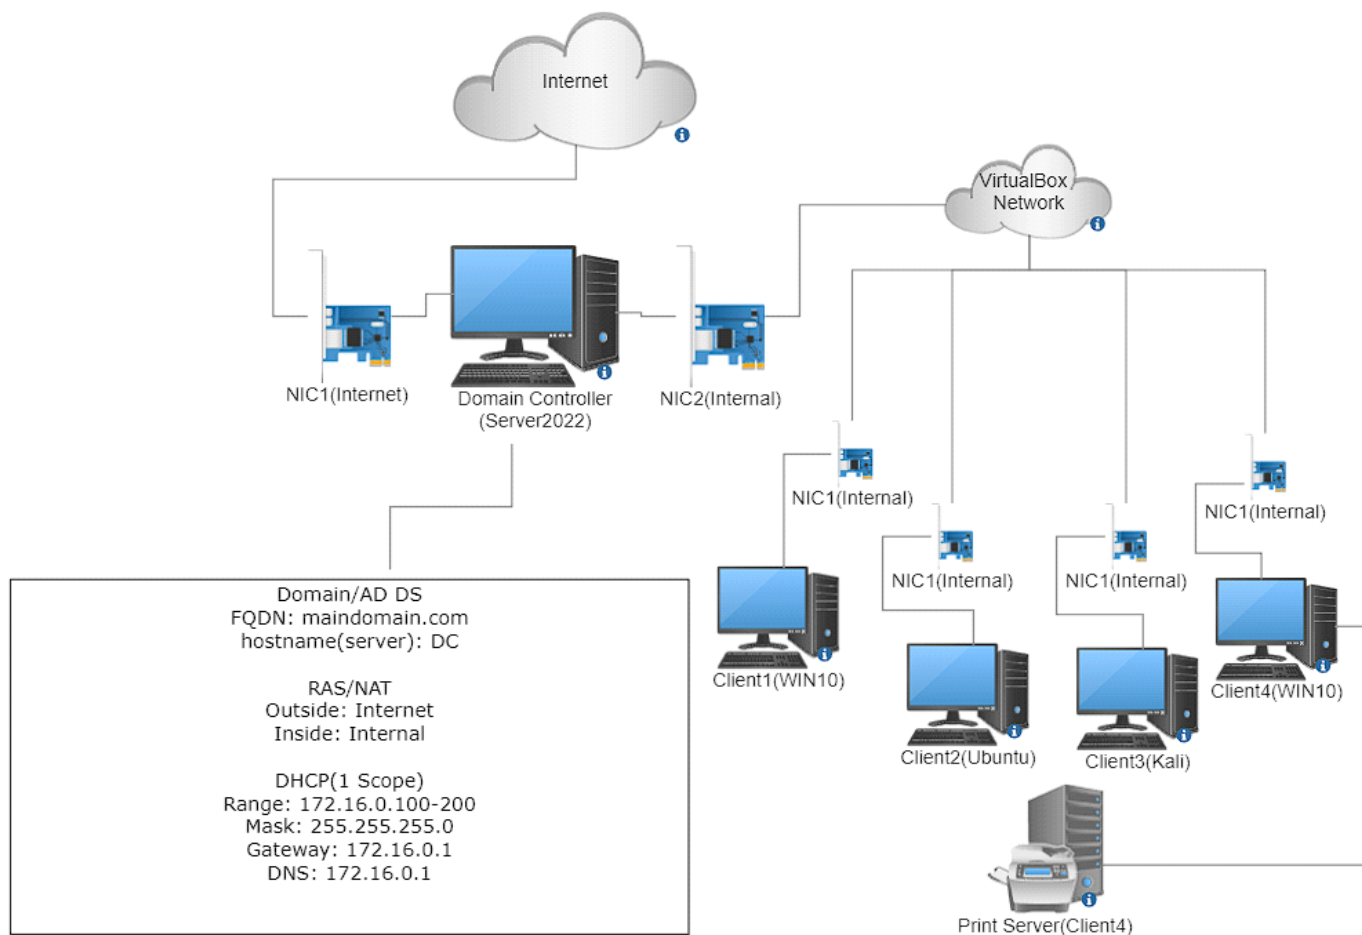 Internet
VirtualBox
Network
NIC1(Internet)
Domain Controller
(Server2022)
NIC2(Internal)
NIC1(Internal)
NIC1(Internal)
NIC1(Internal)
NIC1(Internal)
Client1(WIN10)
Client2(Ubuntu)
Client3(Kali)
Client4(WIN10)
Print Server(Client4)
Domain/AD DS
FQDN: maindomain.com
hostname(server): DC
RAS/NAT
Outside: Internet
Inside: Internal
DHCP(1 Scope)
Range: 172.16.0.100-200
Mask: 255.255.255.0
Gateway: 172.16.0.1
DNS: 172.16.0.1